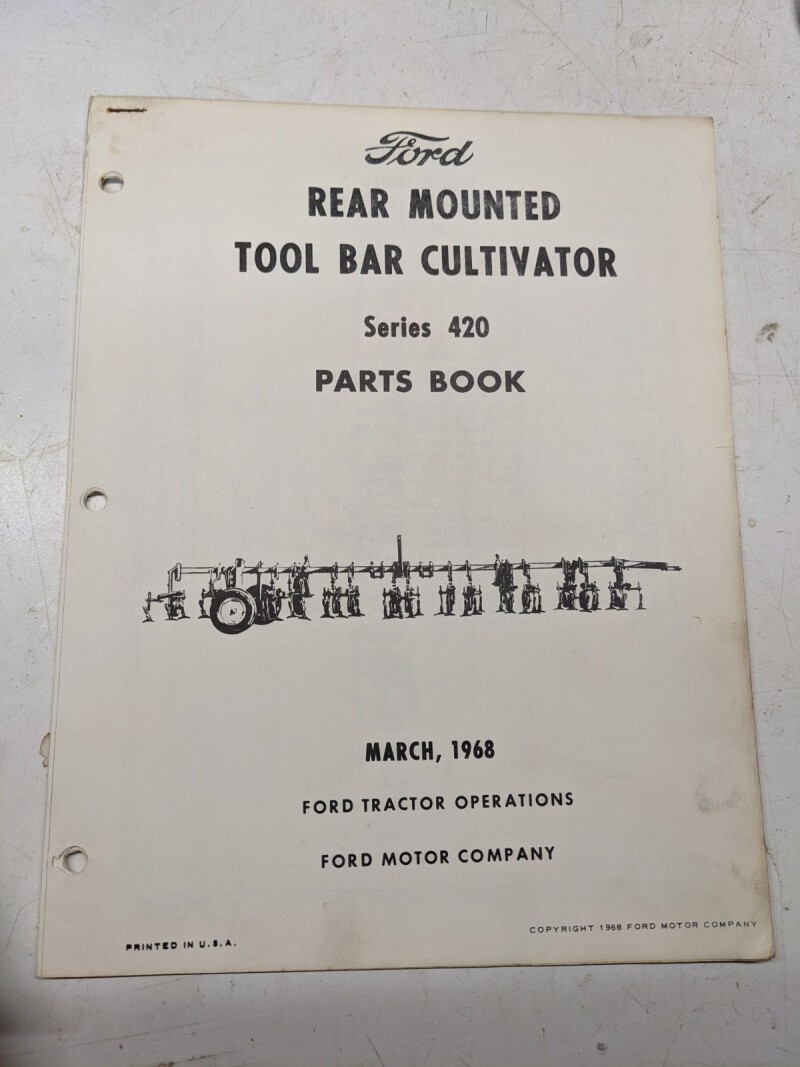 Ford
REAR MOUNTED
TOOL BAR CULTIVATOR
Series 420
PARTS BOOK
MARCH, 1968
FORD TRACTOR OPERATIONS
FORD MOTOR COMPANY
COPYRIGHT 1968 FORD MOTOR COMPANY
PRINTED IN U.S.A.